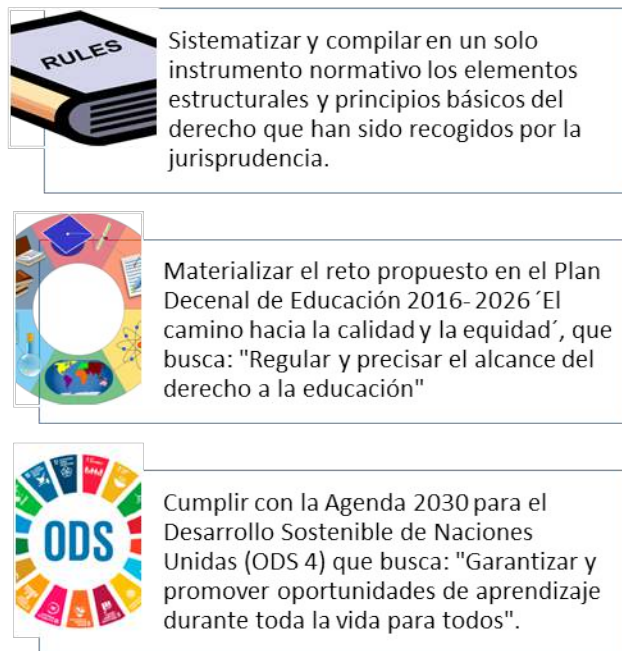 RULES
Sistematizar y compilar en un solo
instrumento normativo los elementos
estructurales y principios básicos del
derecho que han sido recogidos por la
jurisprudencia.
Materializar el reto propuesto en el Plan
Decenal de Educación 2016- 2026 ´El
camino hacia la calidad y la equidad´, que
busca: "Regular y precisar el alcance del
derecho a la educación"
ODS
Cumplir con la Agenda 2030 para el
Desarrollo Sostenible de Naciones
Unidas (ODS 4) que busca: "Garantizar y
promover oportunidades de aprendizaje
durante toda la vida para todos".